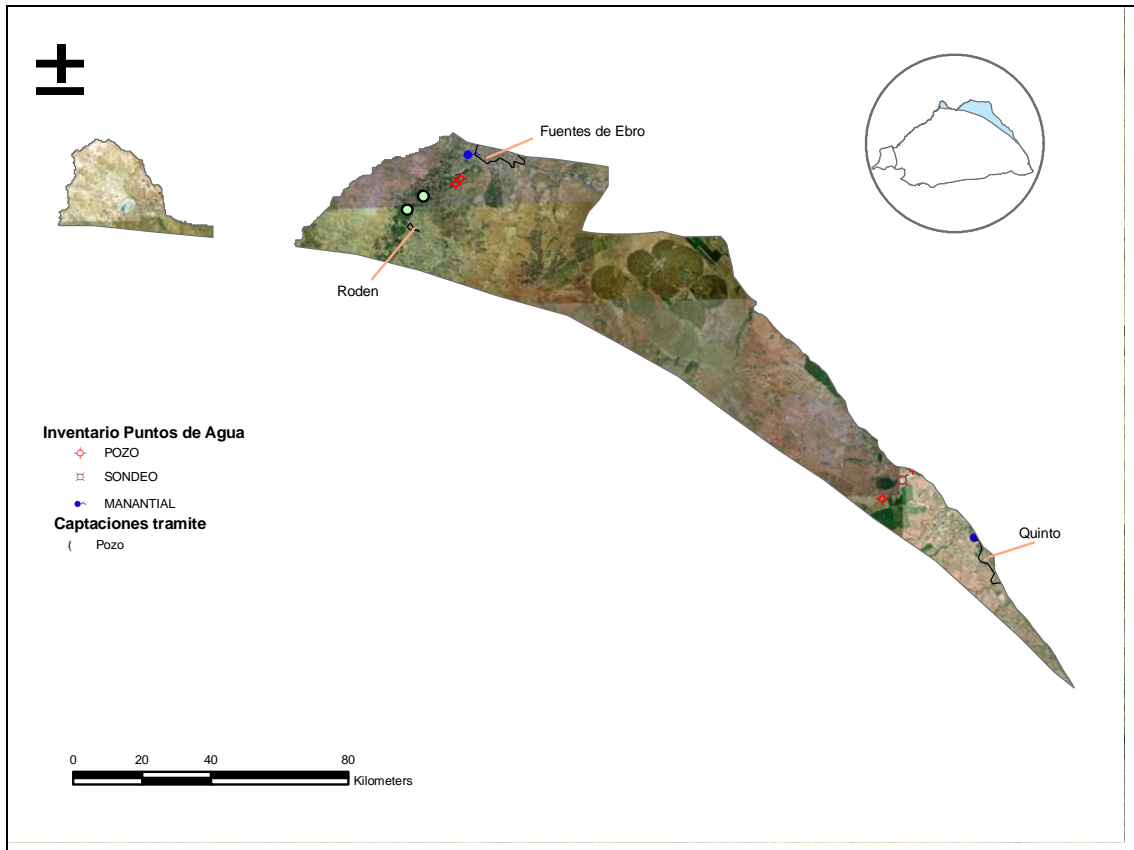 Fuentes de Ebro
Roden
Inventario Puntos de Agua
POZO
SONDEO
MANANTIAL
Captaciones tramite
Pozo
Quinto
0 20 40 80
Kilometers